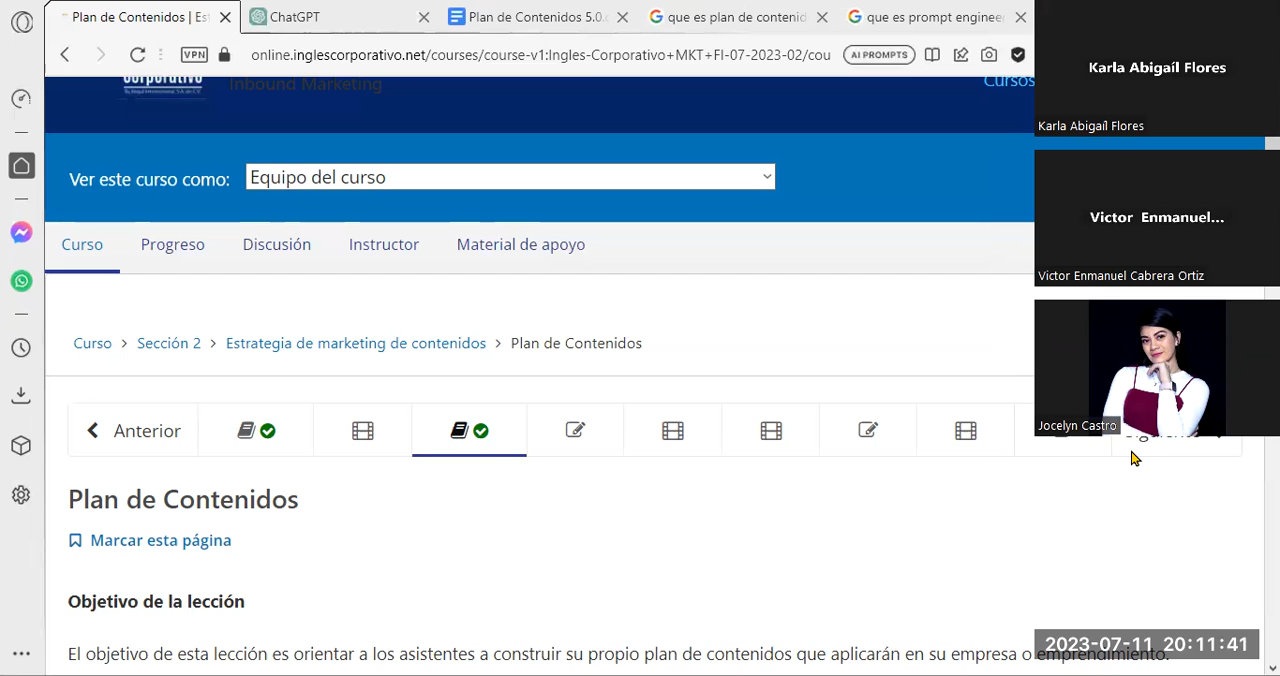 Plan de Contenidos | Es
ChatGPT
Plan de Contenidos 5.0.
que es plan de contenid
que es prompt enginee
VPN
online.inglescorporativo.net/courses/course-v1:Ingles-Corporativo+MKT+FI-07-2023-02/cou
AI PROMPTS
corporativo
Inbound Marketing
Cursos
Ver este curso como:
Equipo del curso
Curso
Progreso
Discusión
Instructor
Material de apoyo
Curso > Sección 2 > Estrategia de marketing de contenidos > Plan de Contenidos
Anterior
Siguiente
Plan de Contenidos
Marcar esta página
Objetivo de la lección
El objetivo de esta lección es orientar a los asistentes a construir su propio plan de contenidos que aplicarán en su empresa o emprendimiento.
Karla Abigaíl Flores
Karla Abigaíl Flores
Victor Enmanuel...
Victor Enmanuel Cabrera Ortiz
Jocelyn Castro
2023-07-11 20:11:41